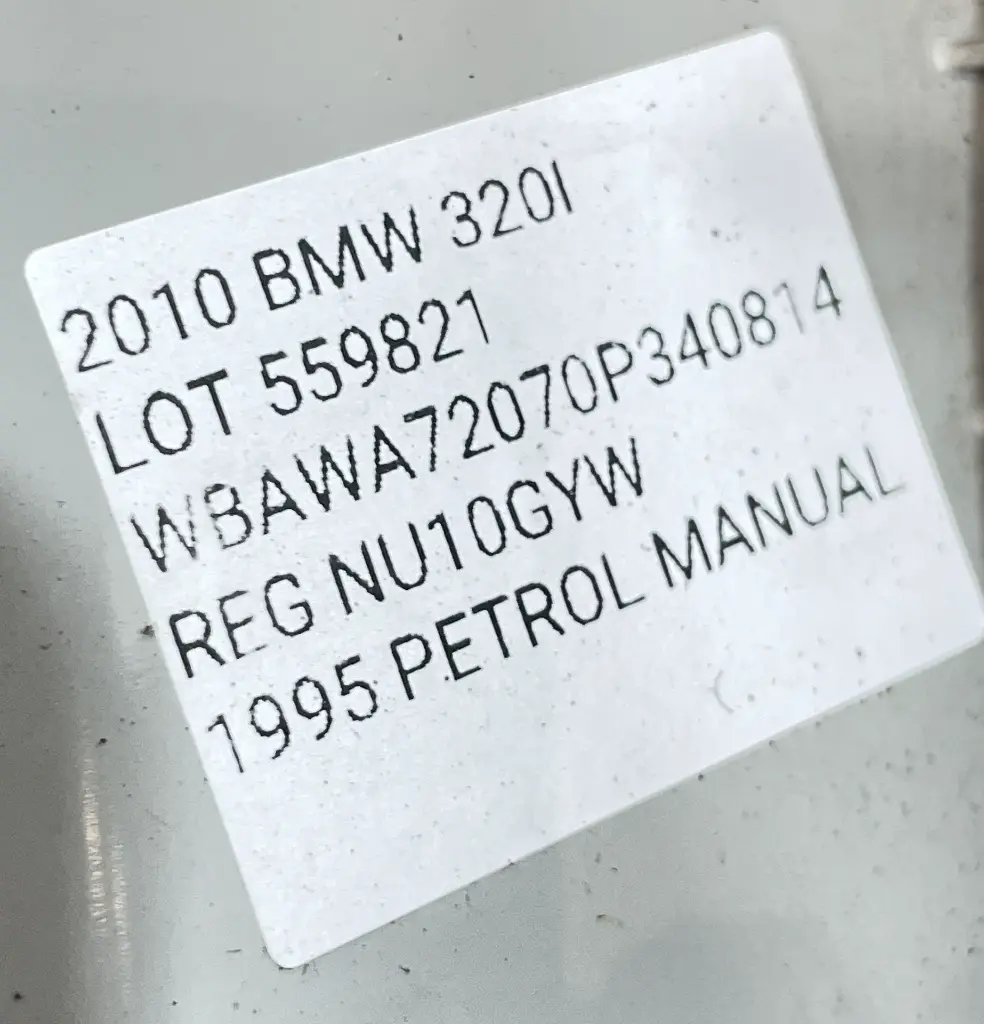 2010 BMW 320I
LOT 559821
WBAWA72070P340814
REG NU10GYW
1995 PETROL MANUAL